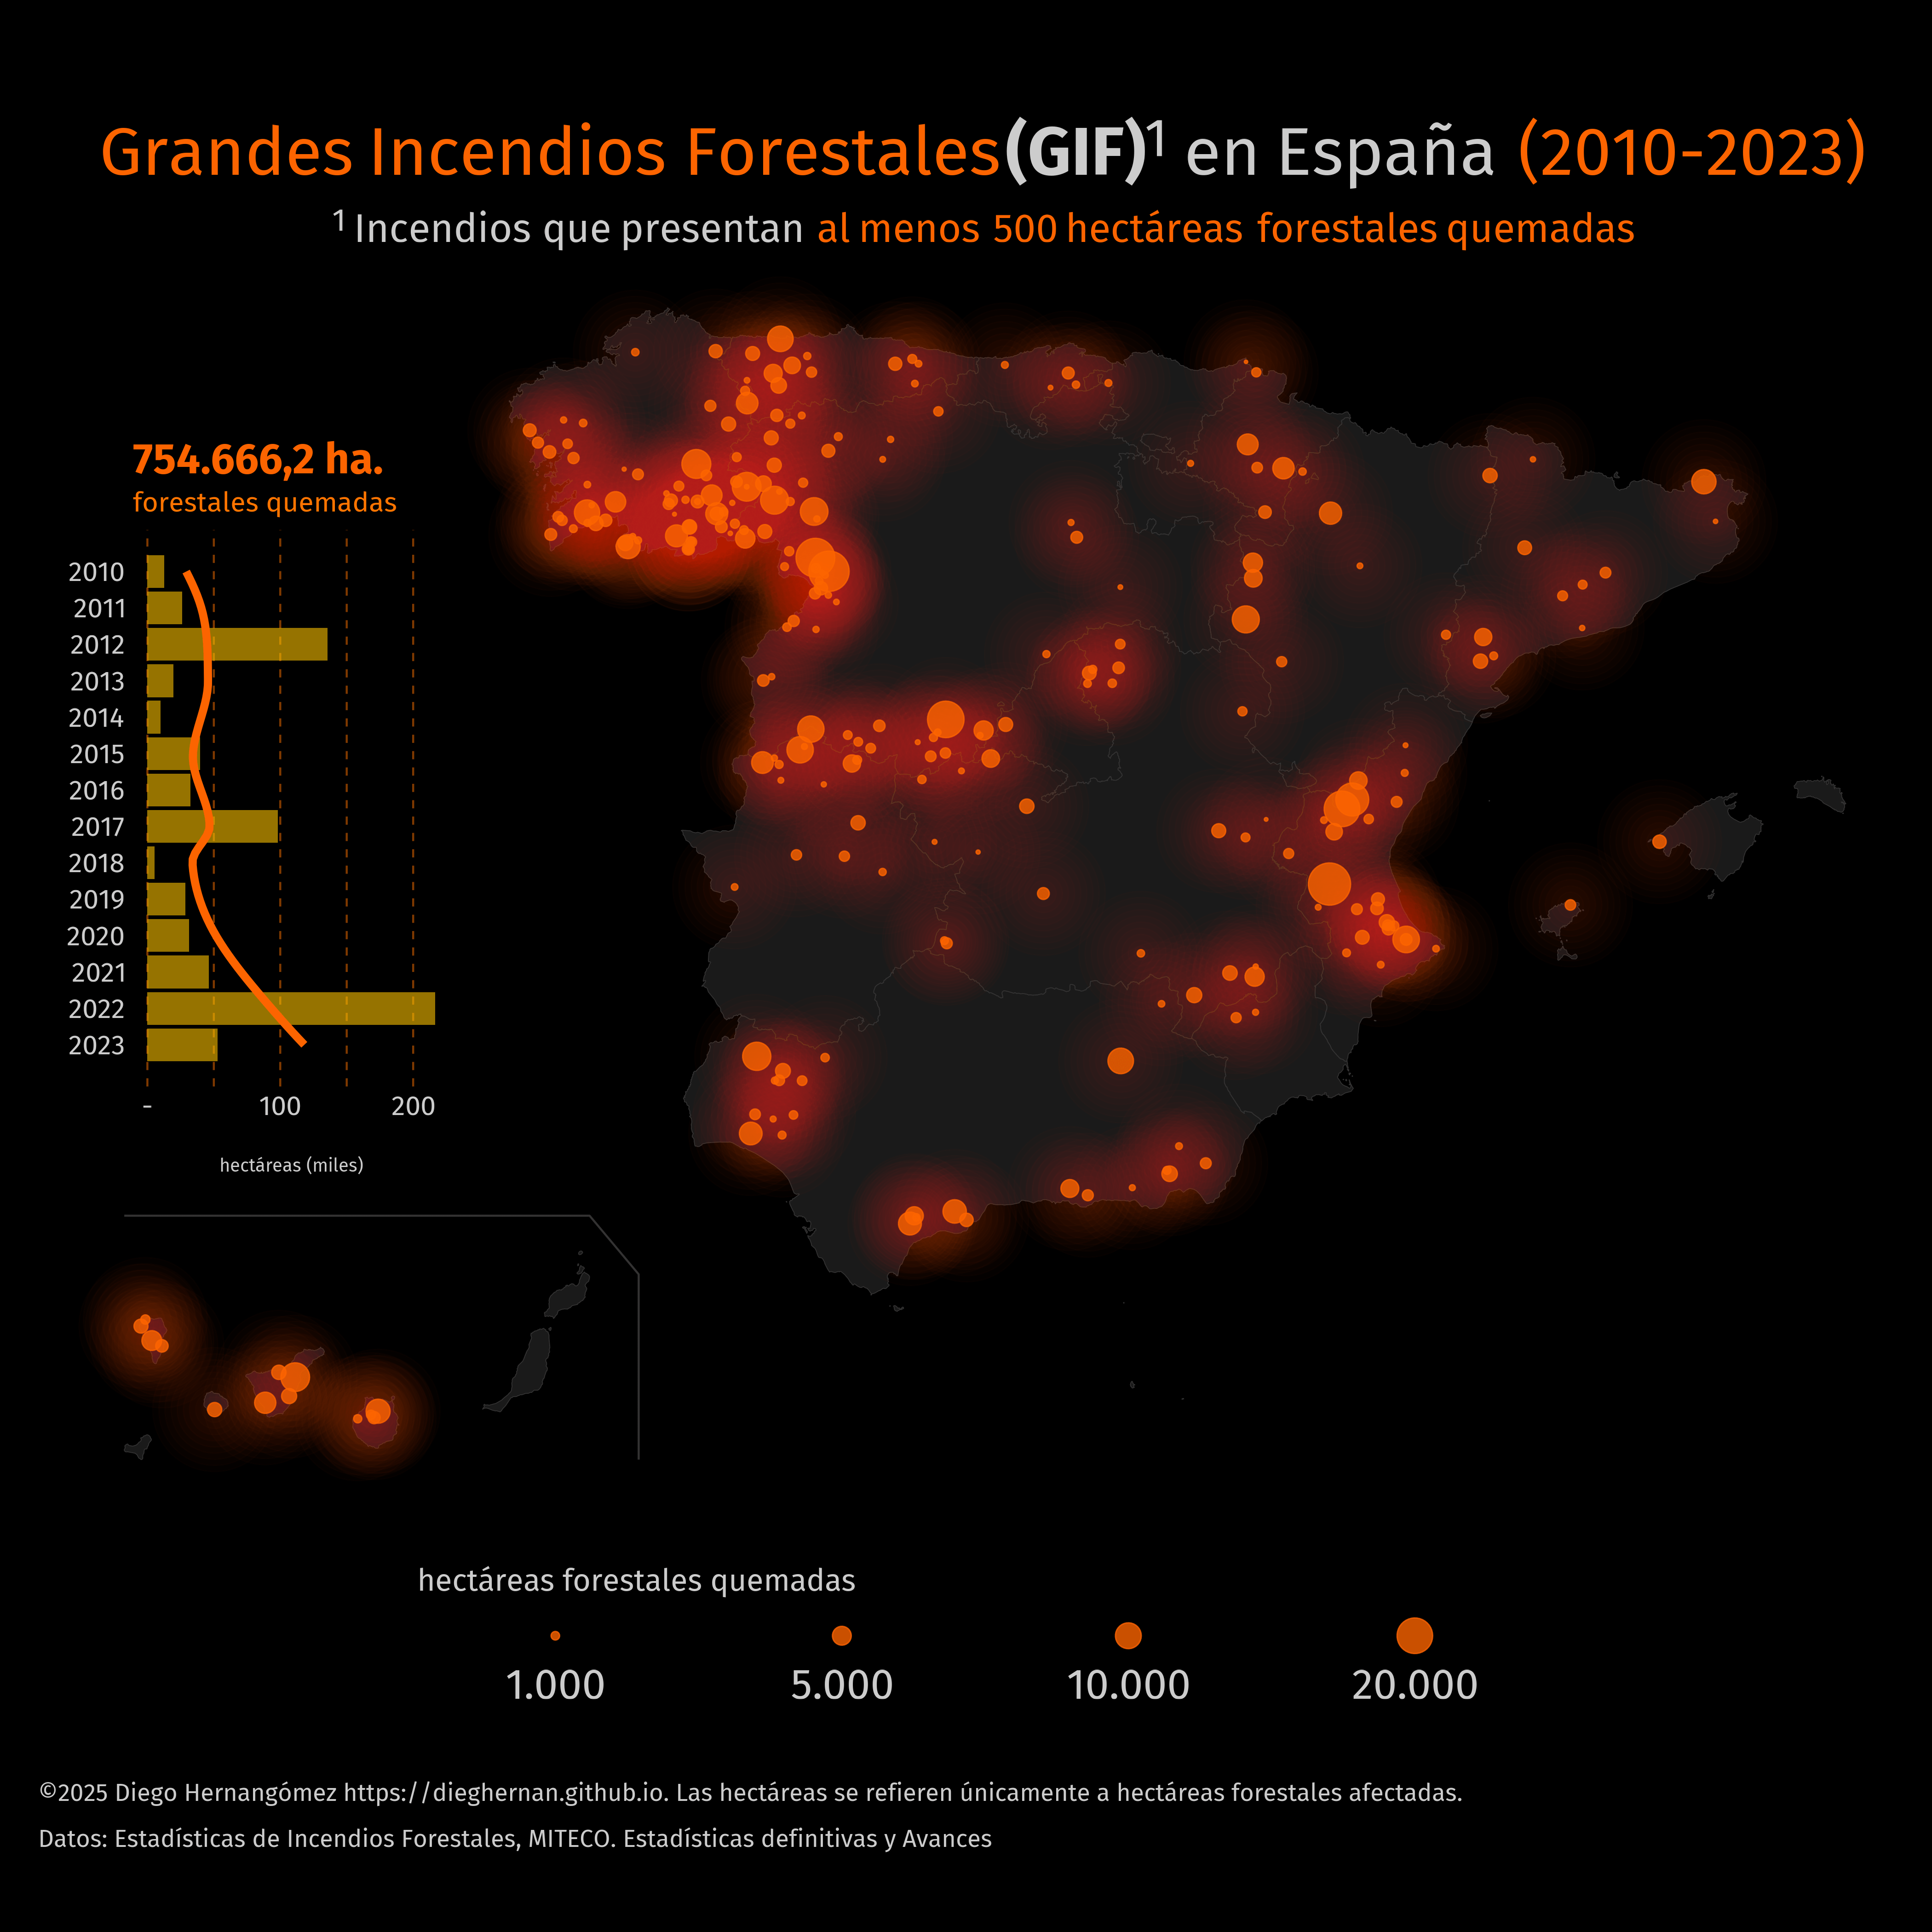 Grandes Incendios Forestales(GIF)¹ en España (2010-2023)
¹ Incendios que presentan al menos 500 hectáreas forestales quemadas
754.666,2 ha.
forestales quemadas
2010
2011
2012
2013
2014
2015
2016
2017
2018
2019
2020
2021
2022
2023
- 100 200
hectáreas (miles)
hectáreas forestales quemadas
1.000 5.000 10.000 20.000
©2025 Diego Hernangómez https://dieghernan.github.io. Las hectáreas se refieren únicamente a hectáreas forestales afectadas.
Datos: Estadísticas de Incendios Forestales, MITECO. Estadísticas definitivas y Avances